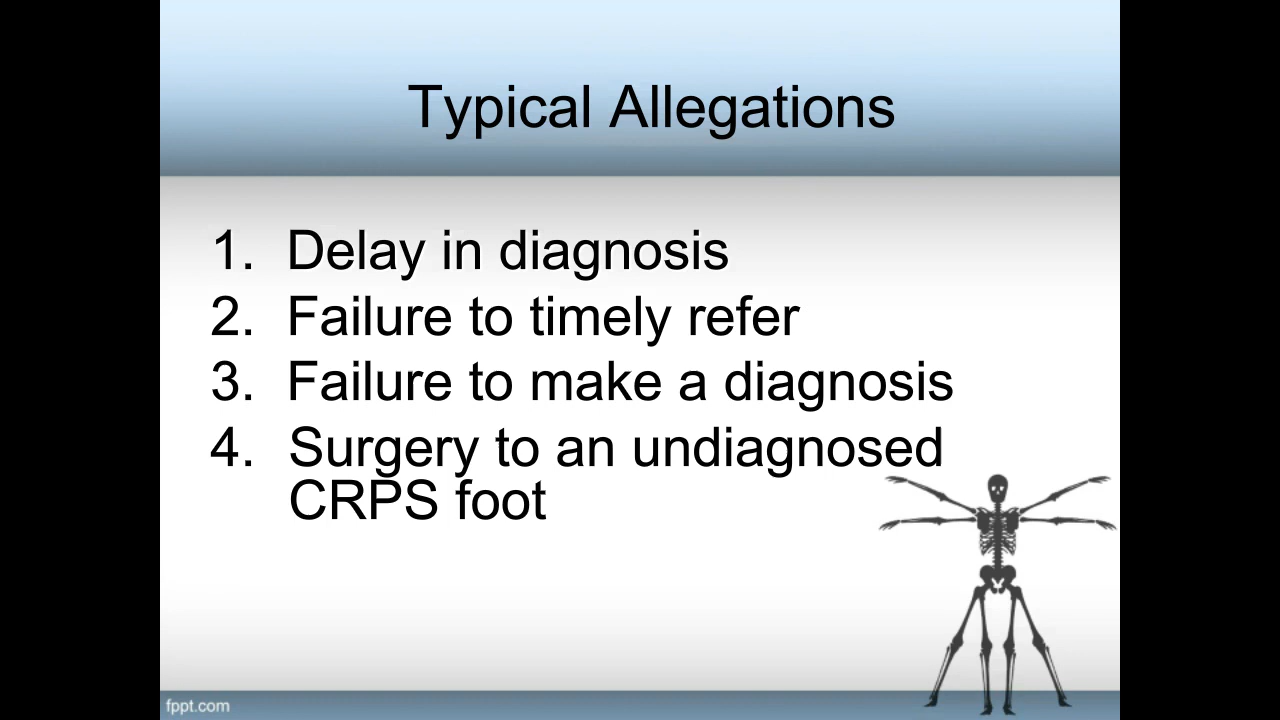 Typical Allegations
1. Delay in diagnosis
2. Failure to timely refer
3. Failure to make a diagnosis
4. Surgery to an undiagnosed
CRPS foot
fppt.com